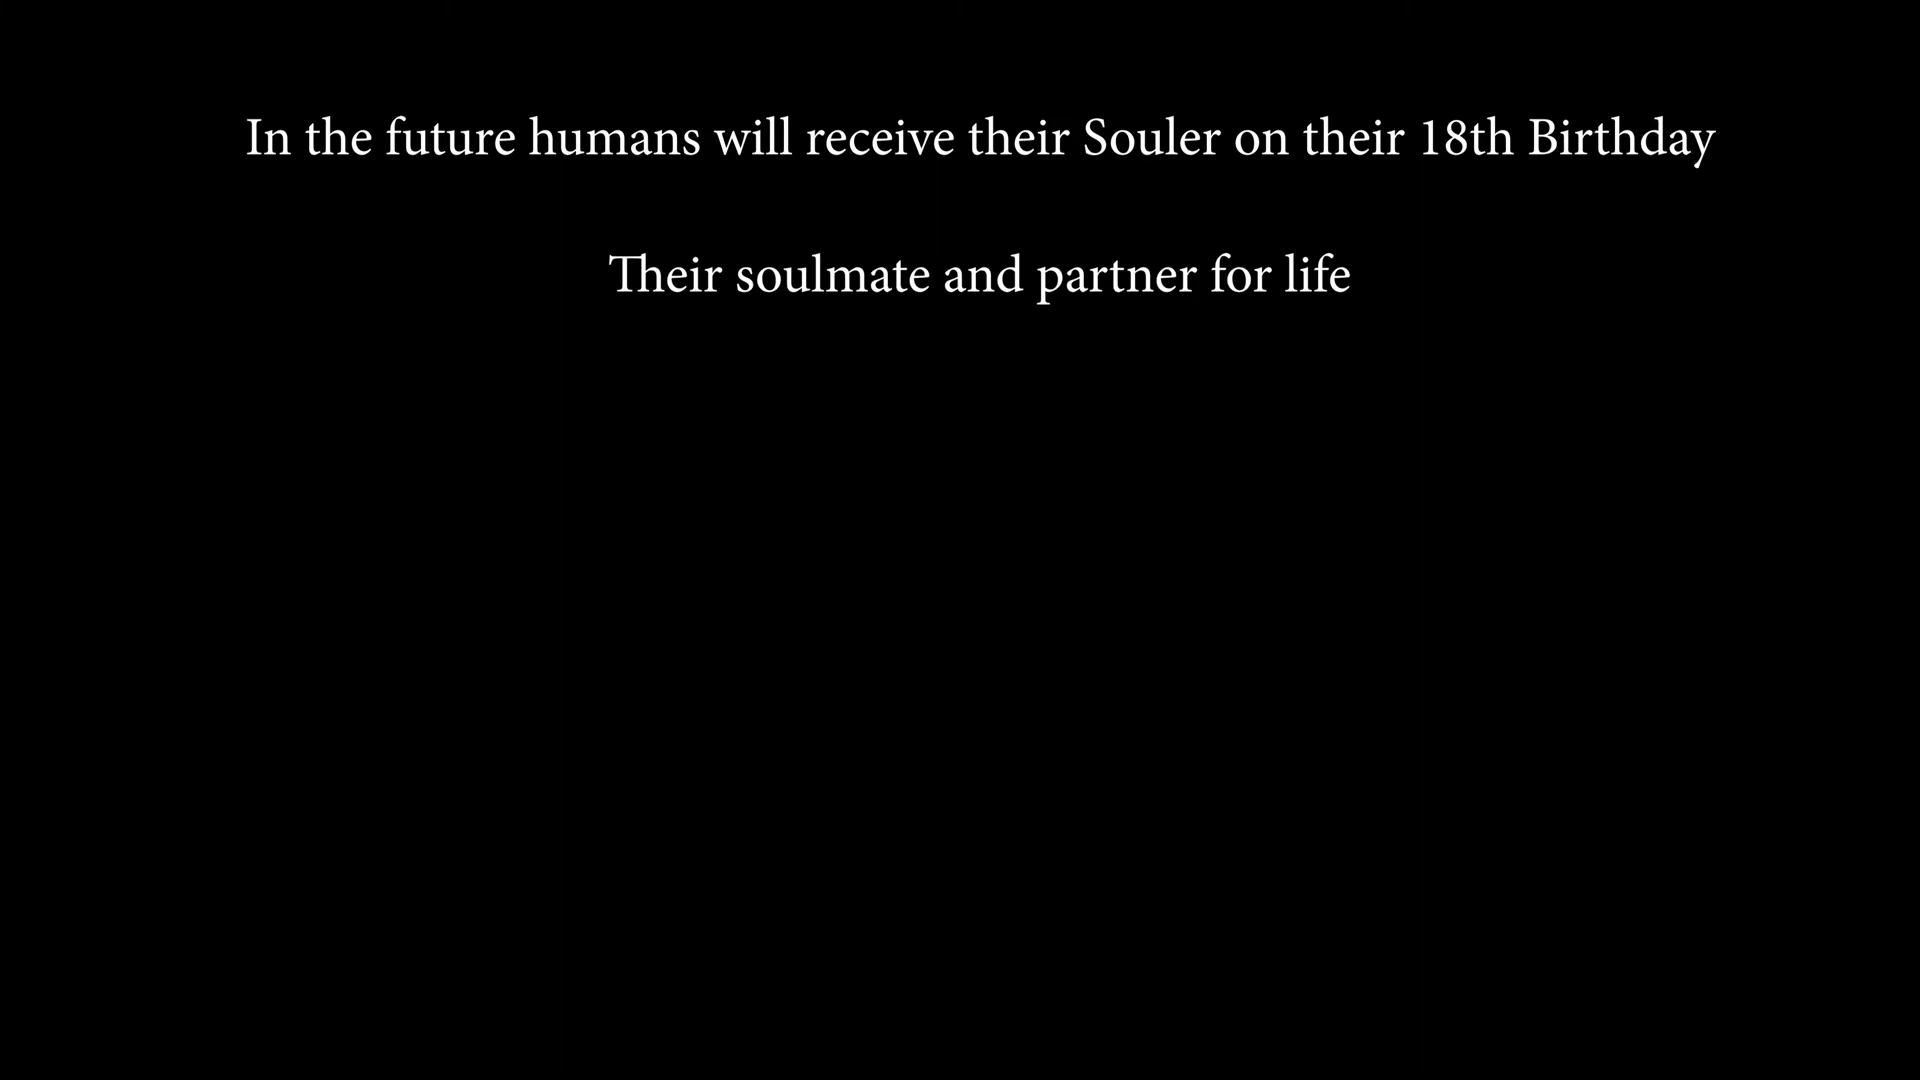 In the future humans will receive their Souler on their 18th Birthday
Their soulmate and partner for life